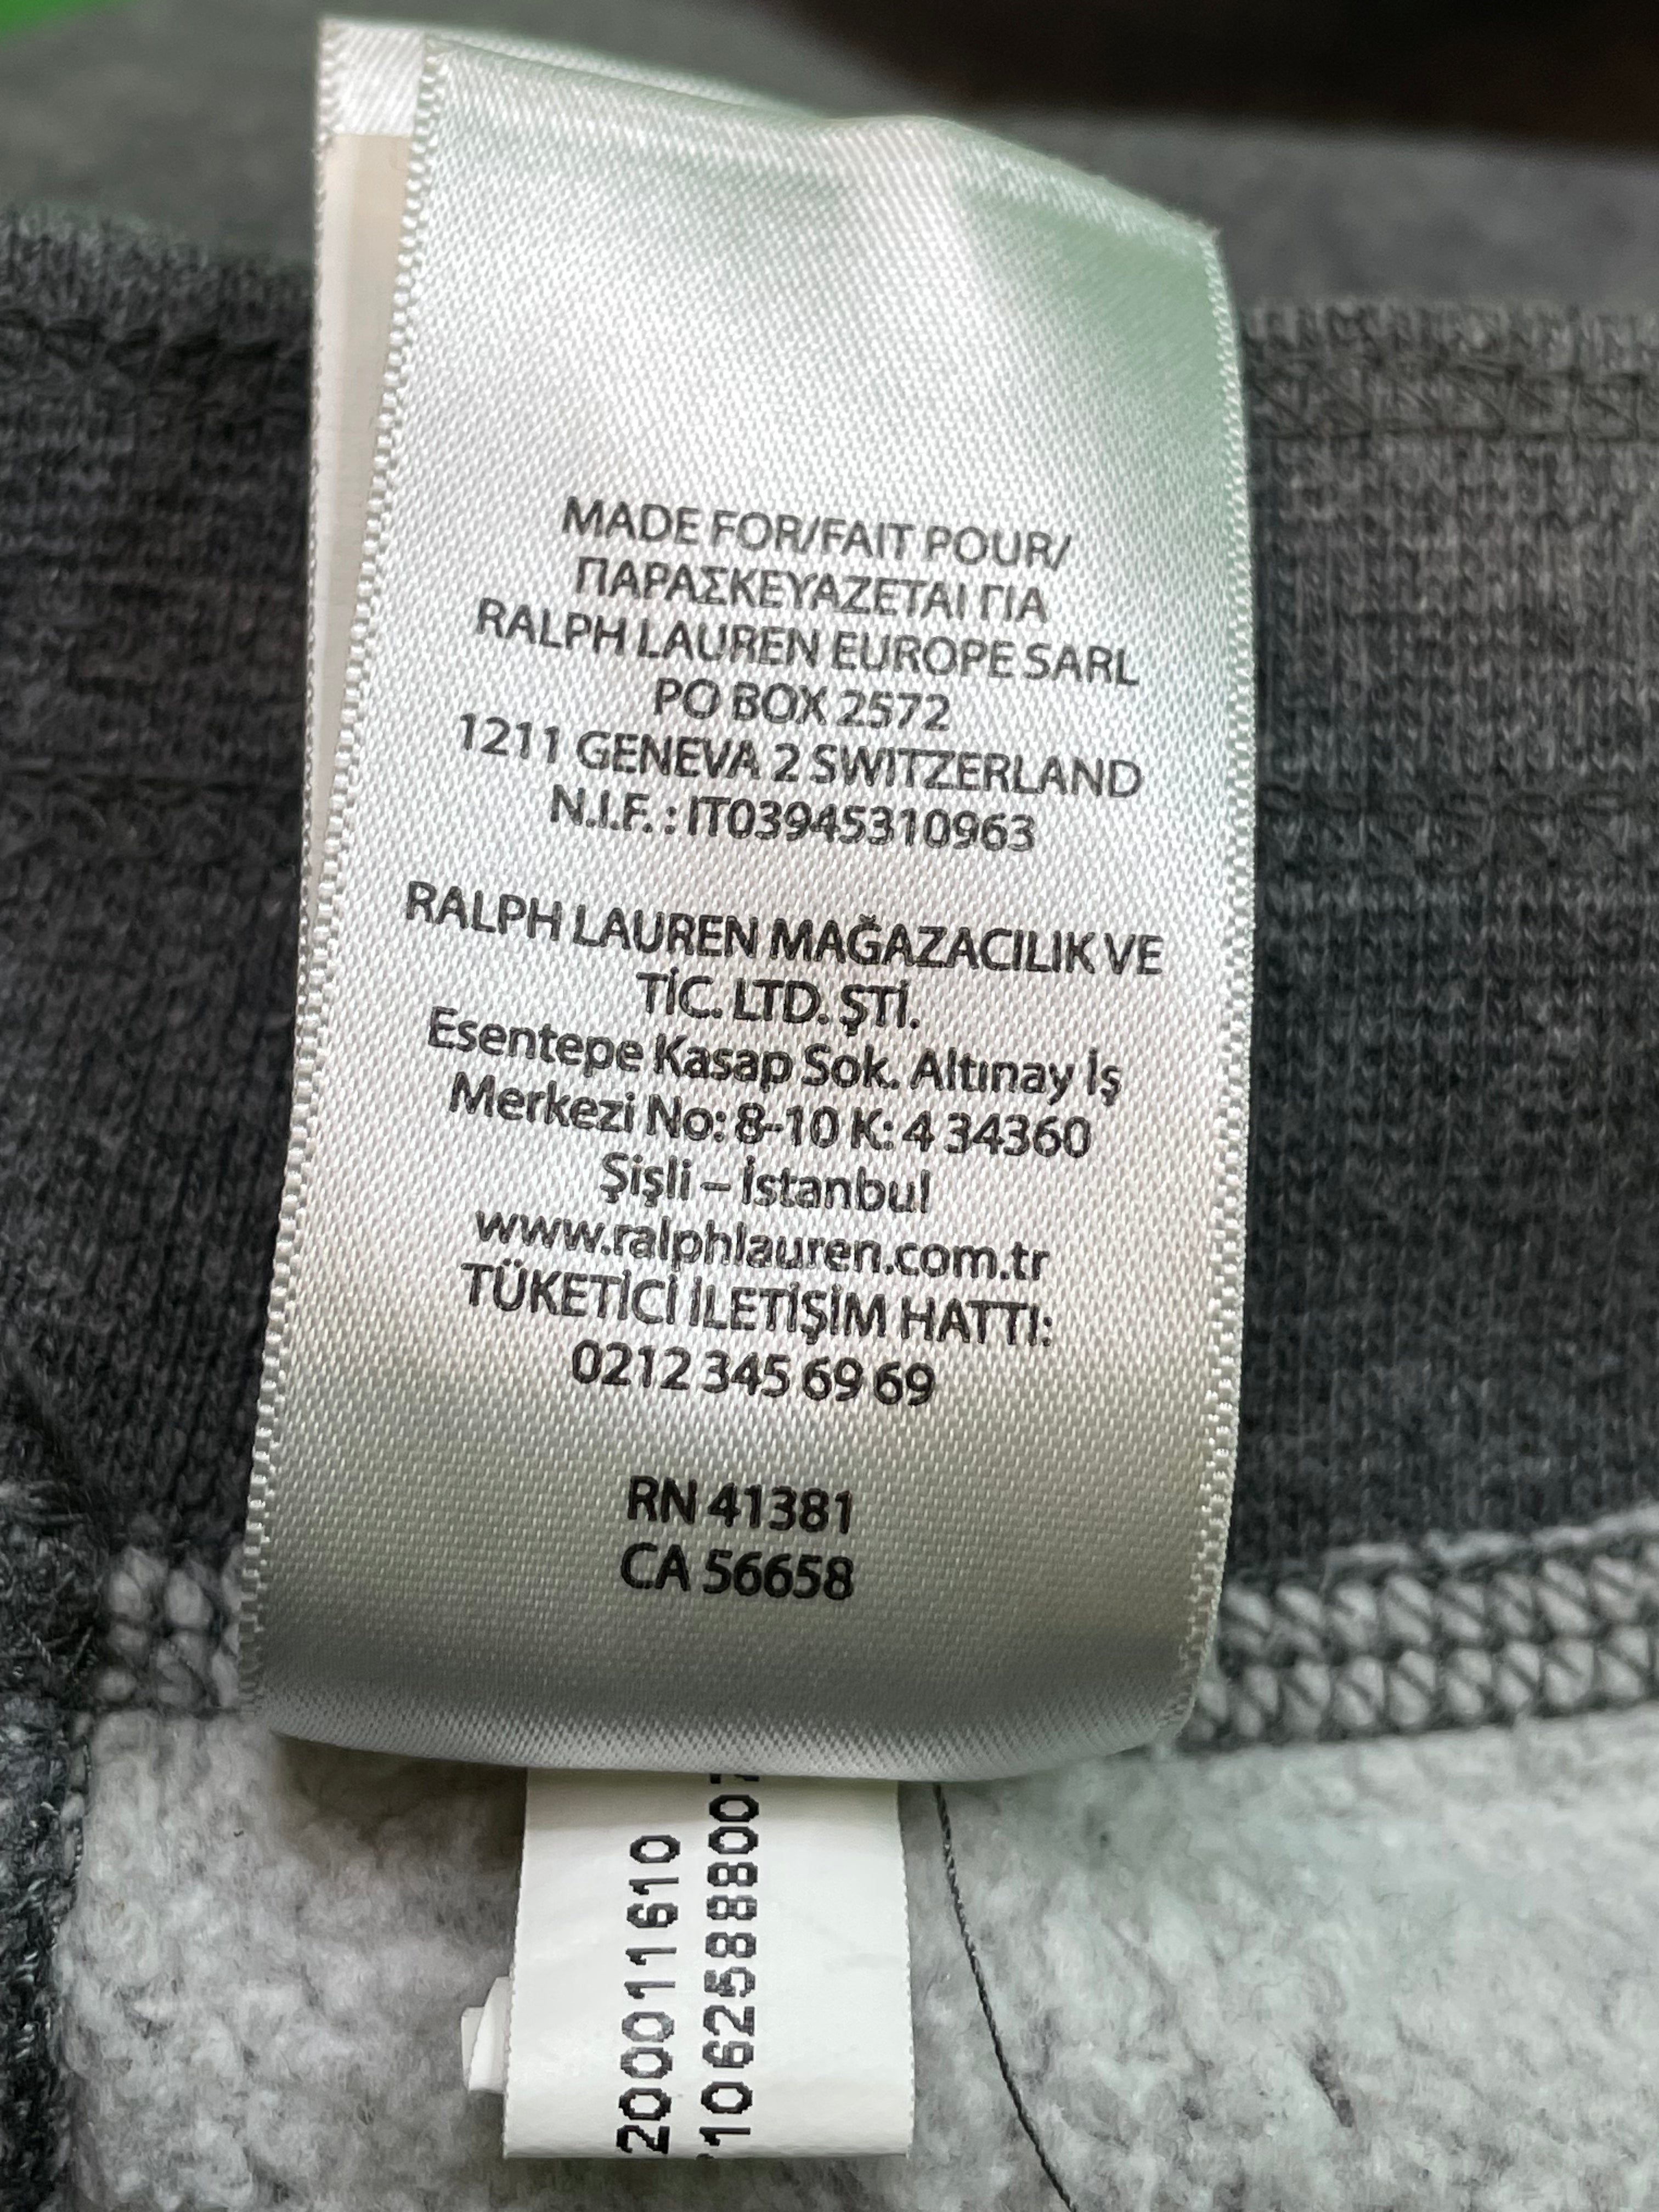 MADE FOR/FAIT POUR/
ΠΑΡΑΣΚΕΥΑΖΕΤΑΙ ΓΙΑ
RALPH LAUREN EUROPE SARL
PO BOX 2572
1211 GENEVA 2 SWITZERLAND
N.I.F. : IT03945310963
RALPH LAUREN MAĞAZACILIK VE
TİC. LTD. ŞTİ.
Esentepe Kasap Sok. Altınay İş
Merkezi No: 8-10 K: 4 34360
Şişli – İstanbul
www.ralphlauren.com.tr
TÜKETİCİ İLETİŞİM HATTI:
0212 345 69 69
RN 41381
CA 56658
20001161​0